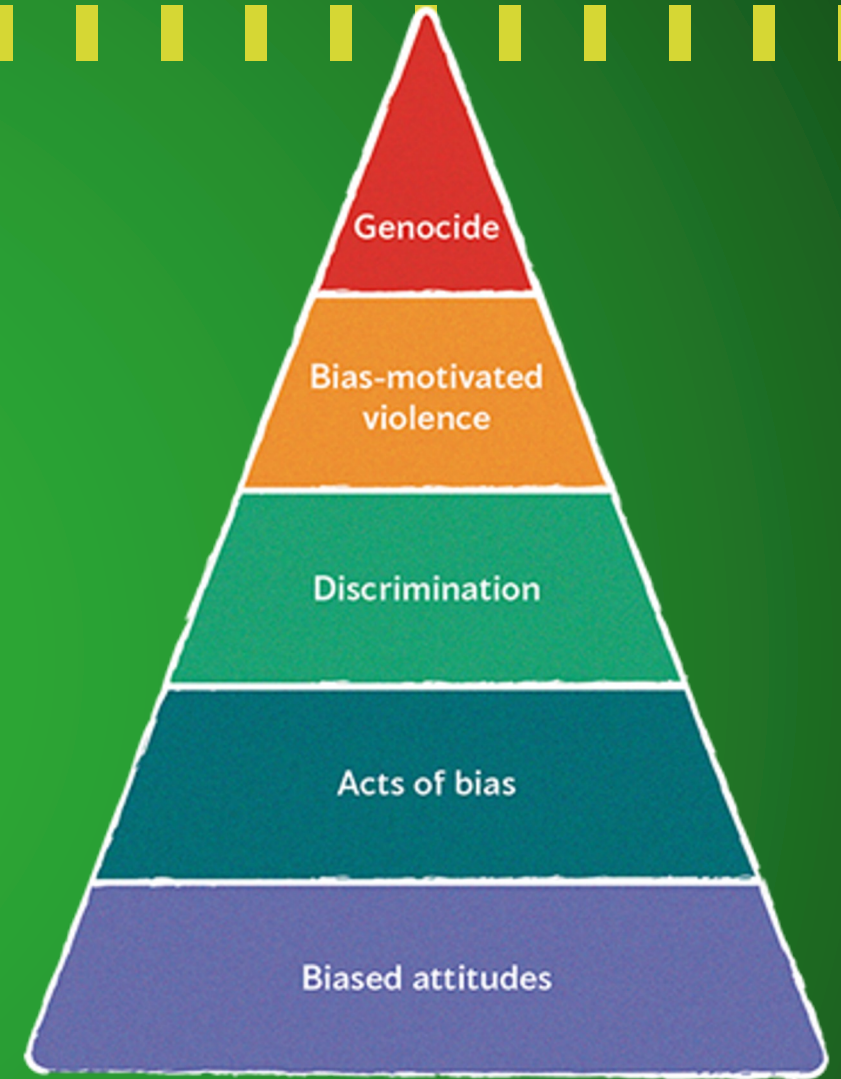 Genocide
Bias-motivated
violence
Discrimination
Acts of bias
Biased attitudes